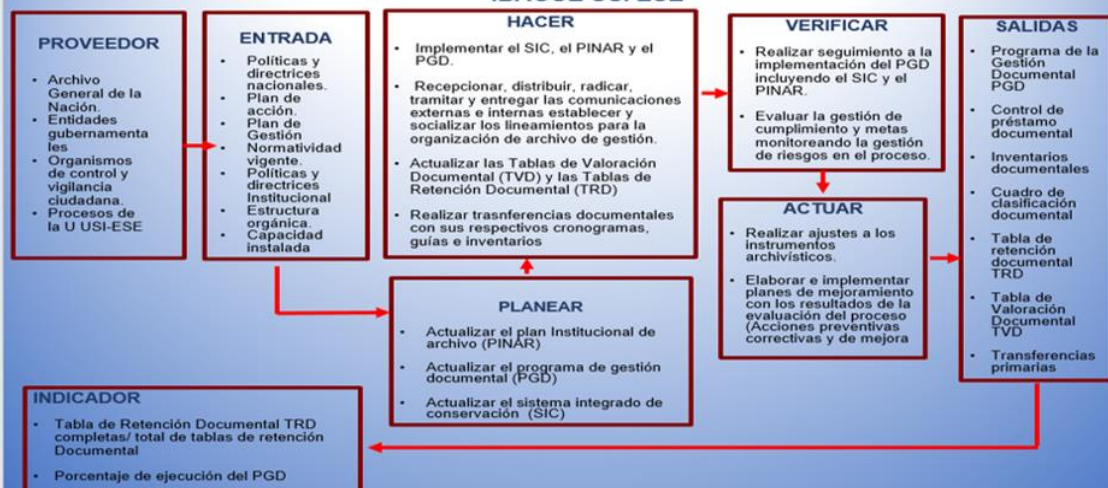 PROVEEDOR
• Archivo
General de la
Nación.
• Entidades
gubernamenta
les
• Organismos
de control y
vigilancia
ciudadana.
• Procesos de
la U USI-ESE
ENTRADA
• Políticas y
directrices
nacionales.
• Plan de
acción.
• Plan de
Gestión
• Normatividad
vigente.
• Políticas y
directrices
Institucional
• Estructura
orgánica.
• Capacidad
instalada
HACER
• Implementar el SIC, el PINAR y el
PGD.
• Recepcionar, distribuir, radicar,
tramitar y entregar las comunicaciones
externas e internas establecer y
socializar los lineamientos para la
organización de archivo de gestión.
• Actualizar las Tablas de Valoración
Documental (TVD) y las Tablas de
Retención Documental (TRD)
• Realizar trasnferencias documentales
con sus respectivos cronogramas,
guías e inventarios
PLANEAR
• Actualizar el plan Institucional de
archivo (PINAR)
• Actualizar el programa de gestión
documental (PGD)
• Actualizar el sistema integrado de
conservación (SIC)
VERIFICAR
• Realizar seguimiento a la
implementación del PGD
incluyendo el SIC y el
PINAR.
• Evaluar la gestión de
cumplimiento y metas
monitoreando la gestión
de riesgos en el proceso.
ACTUAR
• Realizar ajustes a los
instrumentos
archivísticos.
• Elaborar e implementar
planes de mejoramiento
con los resultados de la
evaluación del proceso
(Acciones preventivas
correctivas y de mejora
SALIDAS
• Programa de la
Gestión
Documental
PGD
• Control de
préstamo
documental
• Inventarios
documentales
• Cuadro de
clasificación
documental
• Tabla de
retención
documental
TRD
• Tabla de
Valoración
Documental
TVD
• Transferencias
primarias
INDICADOR
• Tabla de Retención Documental TRD
completas/ total de tablas de retención
Documental
• Porcentaje de ejecución del PGD